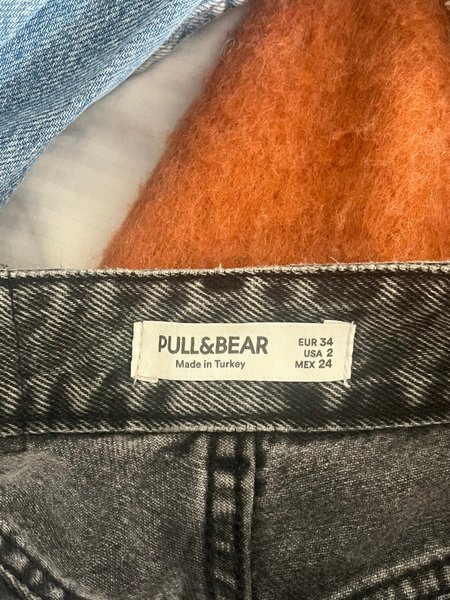 PULL&BEAR
Made in Turkey
EUR 34
USA 2
MEX 24